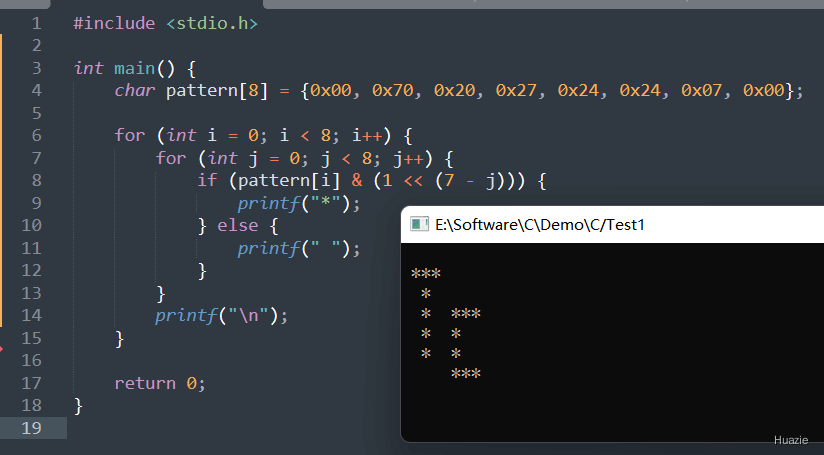 1 #include <stdio.h>
2
3 int main() {
4 char pattern[8] = {0x00, 0x70, 0x20, 0x27, 0x24, 0x24, 0x07, 0x00};
5
6 for (int i = 0; i < 8; i++) {
7 for (int j = 0; j < 8; j++) {
8 if (pattern[i] & (1 << (7 - j))) {
9 printf("*");
10 } else {
11 printf(" ");
12 }
13 }
14 printf("\n");
15 }
16
17 return 0;
18 }
19
E:\Software\C\Demo\C/Test1
***
 *
 *  ***
 *  *
 *  *
    ***
Huazie